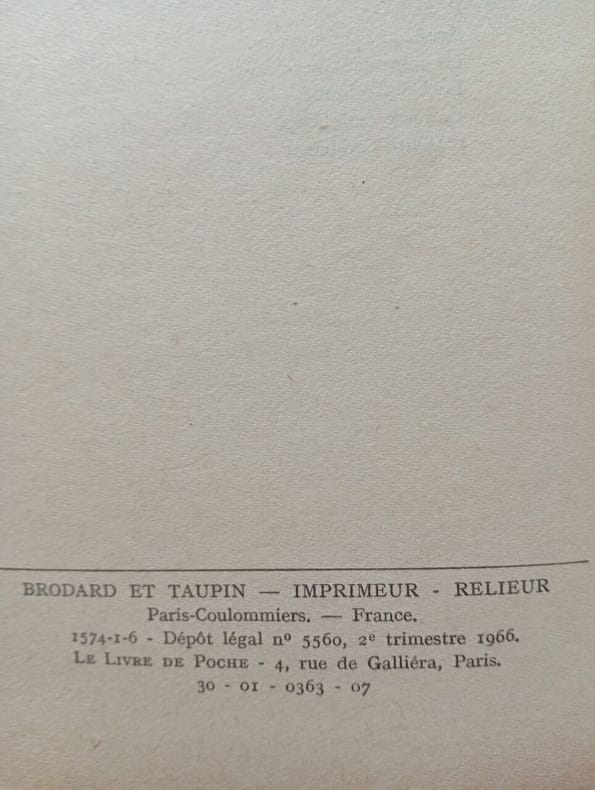 BRODARD ET TAUPIN — IMPRIMEUR - RELIEUR
Paris-Coulommiers. — France.
1574-1-6 - Dépôt légal nº 5560, 2e trimestre 1966.
LE LIVRE DE POCHE - 4, rue de Galliéra, Paris.
30 - 01 - 0363 - 07